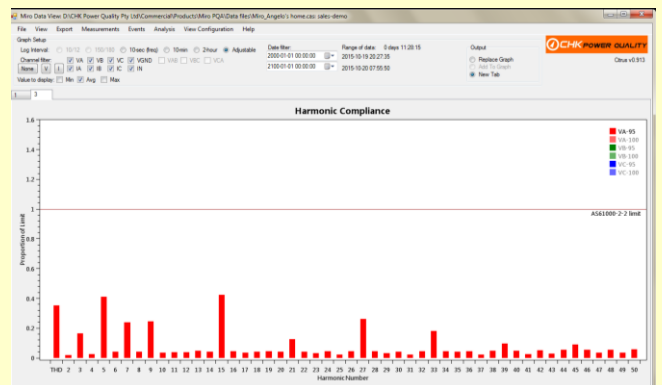 Miro Data View: D:\CHK Power Quality Pty Ltd\Commercial\Products\Miro PQA\Data files\Miro_Angelo's home.cas: sales-demo
File View Export Measurements Events Analysis View Configuration Help
Graph Setup
Log Interval: 10/12 150/180 10-sec (freq) 10min 2hour Adjustable
Channel filter: VA VB VC VGND VAB VBC VCA
None V I IA IB IC IN
Value to display: Min Avg Max
Date filter:
2000-01-01 00:00:00
2100-01-01 00:00:00
Range of data: 0 days 11:28:15
2015-10-19 20:27:35
2015-10-20 07:55:50
Output
Replace Graph
Add To Graph
New Tab
CHK POWER QUALITY
Citrus v0.913
1 3
Harmonic Compliance
VA-95
VA-100
VB-95
VB-100
VC-95
VC-100
AS61000-2-2 limit
Proportion of Limit
1.6
1.4
1.2
1
0.8
0.6
0.4
0.2
0
THD 2 3 4 5 6 7 8 9 10 11 12 13 14 15 16 17 18 19 20 21 22 23 24 25 26 27 28 29 30 31 32 33 34 35 36 37 38 39 40 41 42 43 44 45 46 47 48 49 50
Harmonic Number